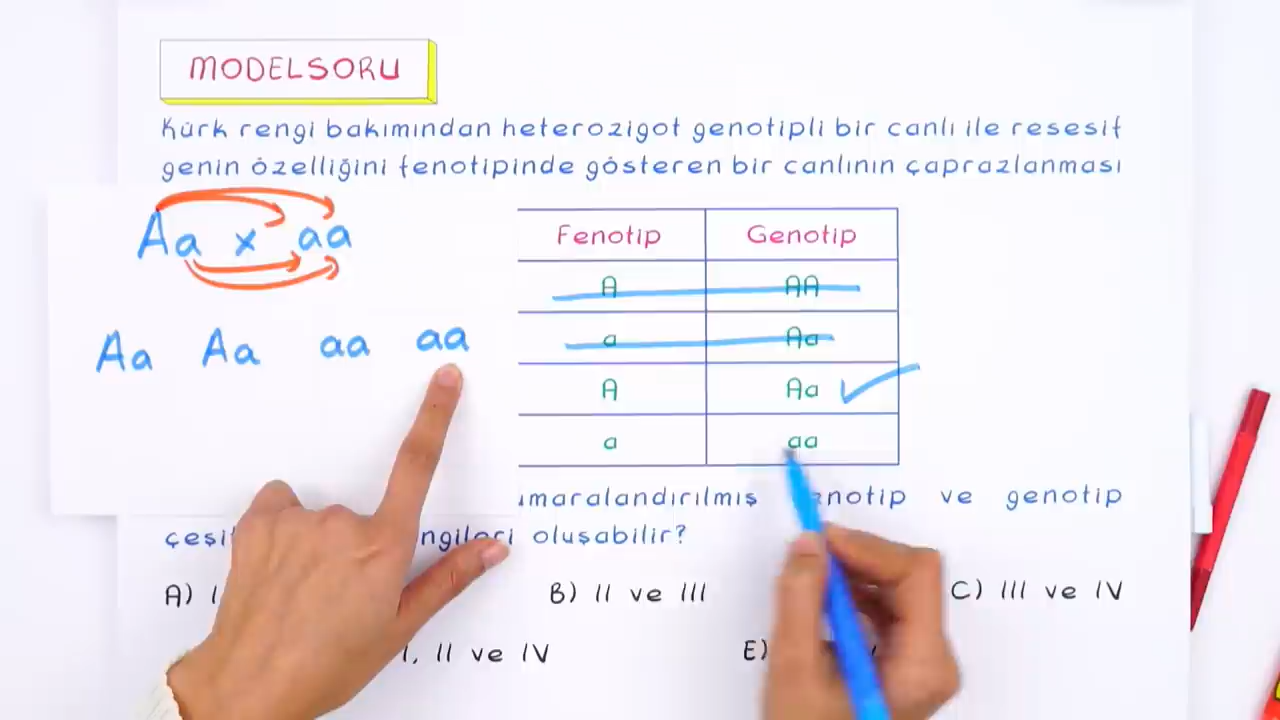 MODELSORU
Kürk rengi bakımından heterozigot genotipli bir canlı ile resesif
genin özelliğini fenotipinde gösteren bir canlının çaprazlanması
Aa x aa
Aa Aa aa aa
Fenotip Genotip
A AA
a Aa
A Aa
a aa
ve genotip
oluşabilir?
A)
B) II ve III
C) III ve IV
II ve IV
E)